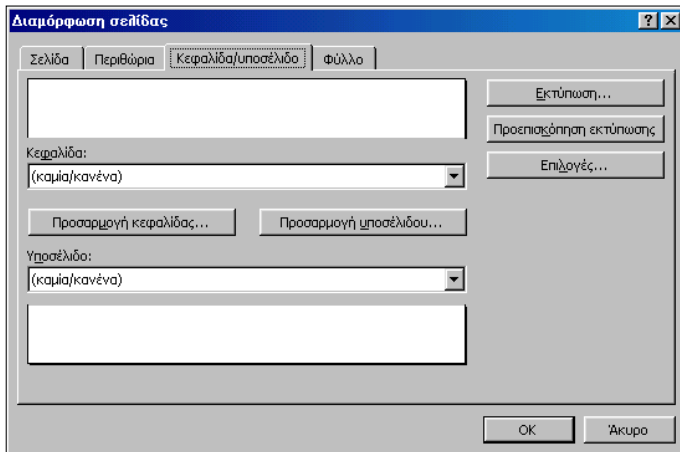 Διαμόρφωση σελίδας
Σελίδα Περιθώρια Κεφαλίδα/υποσέλιδο Φύλλο
Εκτύπωση...
Προεπισκόπηση εκτύπωσης
Επιλογές...
Κεφαλίδα:
(καμία/κανένα)
Προσαρμογή κεφαλίδας... Προσαρμογή υποσέλιδου...
Υποσέλιδο:
(καμία/κανένα)
OK Άκυρο